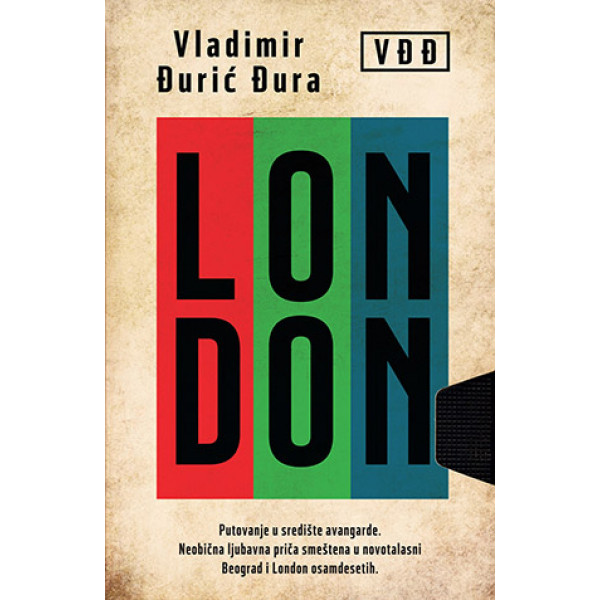 Vladimir
Đurić Đura
VĐĐ
LON
DON
Putovanje u središte avangarde.
Neobična ljubavna priča smeštena u novotalasni
Beograd i London osamdesetih.